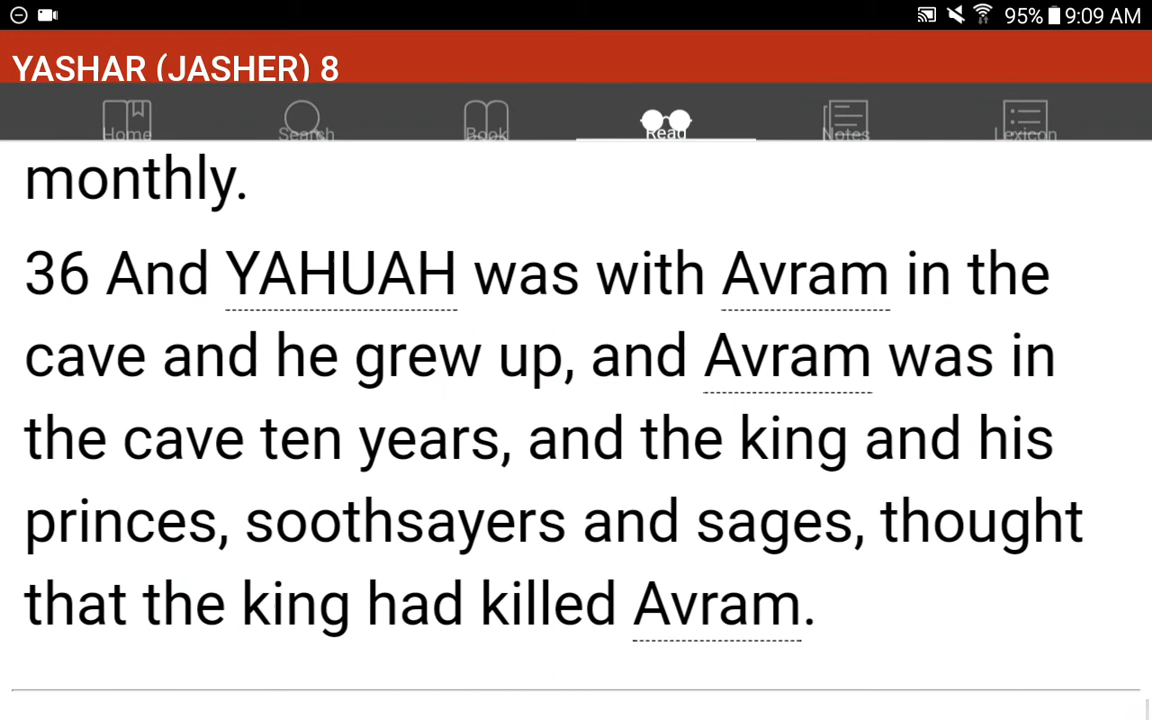 95% 9:09 AM
YASHAR (JASHER) 8
Home Search Book Read Notes Lexicon
monthly.
36 And YAHUAH was with Avram in the
cave and he grew up, and Avram was in
the cave ten years, and the king and his
princes, soothsayers and sages, thought
that the king had killed Avram.